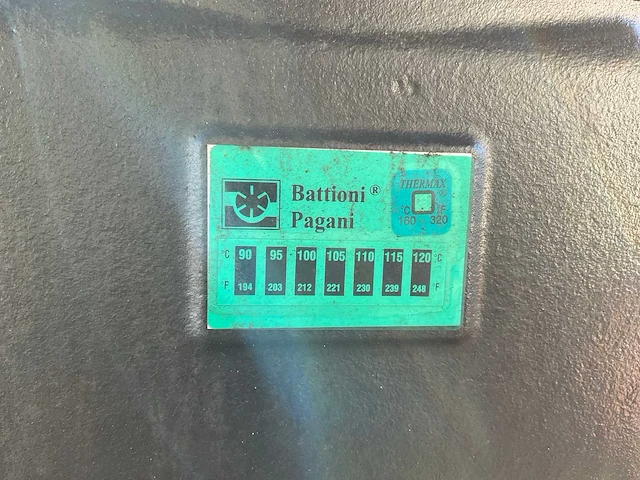 Battioni®
Pagani
THERMAX
°C °F
160 320
°C 90 95 100 105 110 115 120 °C
F 194 203 212 221 230 239 248 F